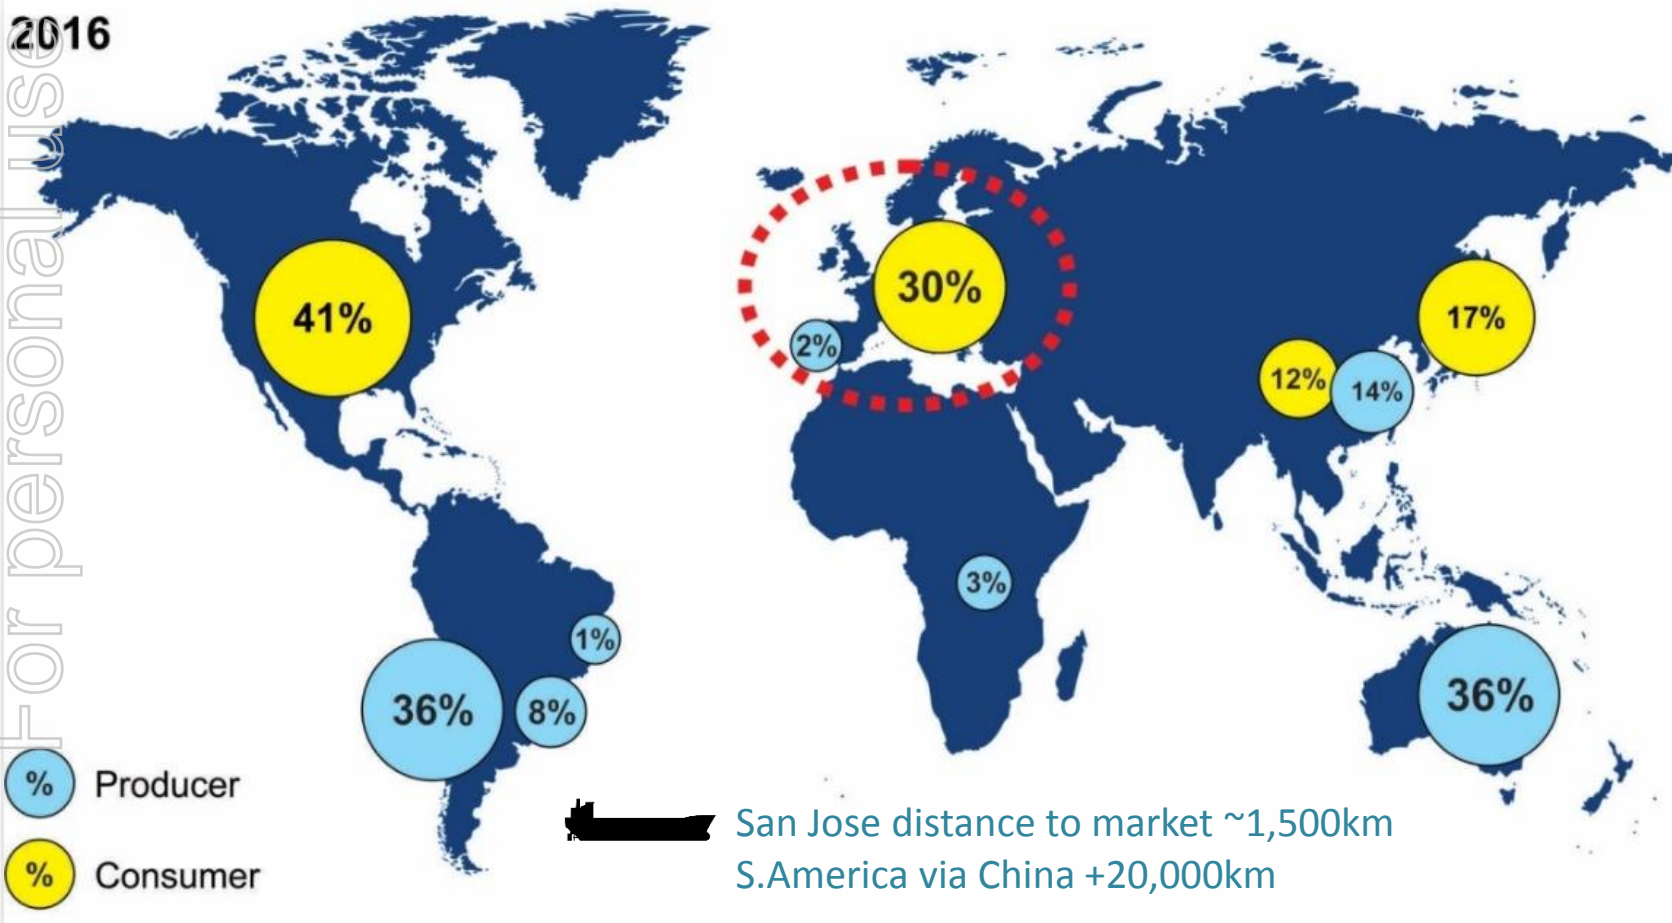 2016
For personal use
41%
30%
2%
17%
12%
14%
3%
1%
36%
8%
36%
% Producer
% Consumer
San Jose distance to market ~1,500km
S.America via China +20,000km